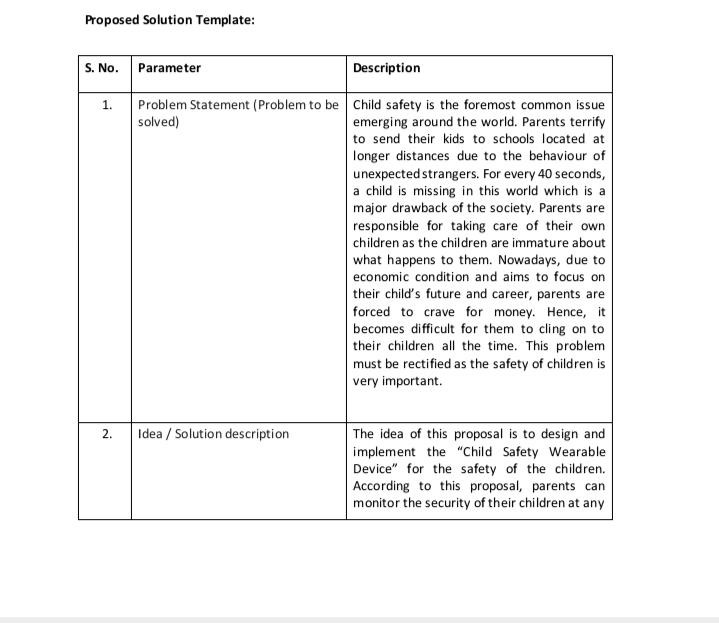 Proposed Solution Template:
S. No. Parameter Description
1. Problem Statement (Problem to be solved)
Child safety is the foremost common issue
emerging around the world. Parents terrify
to send their kids to schools located at
longer distances due to the behaviour of
unexpected strangers. For every 40 seconds,
a child is missing in this world which is a
major drawback of the society. Parents are
responsible for taking care of their own
children as the children are immature about
what happens to them. Nowadays, due to
economic condition and aims to focus on
their child's future and career, parents are
forced to crave for money. Hence, it
becomes difficult for them to cling on to
their children all the time. This problem
must be rectified as the safety of children is
very important.
2. Idea / Solution description
The idea of this proposal is to design and
implement the “Child Safety Wearable
Device” for the safety of the children.
According to this proposal, parents can
monitor the security of their children at any